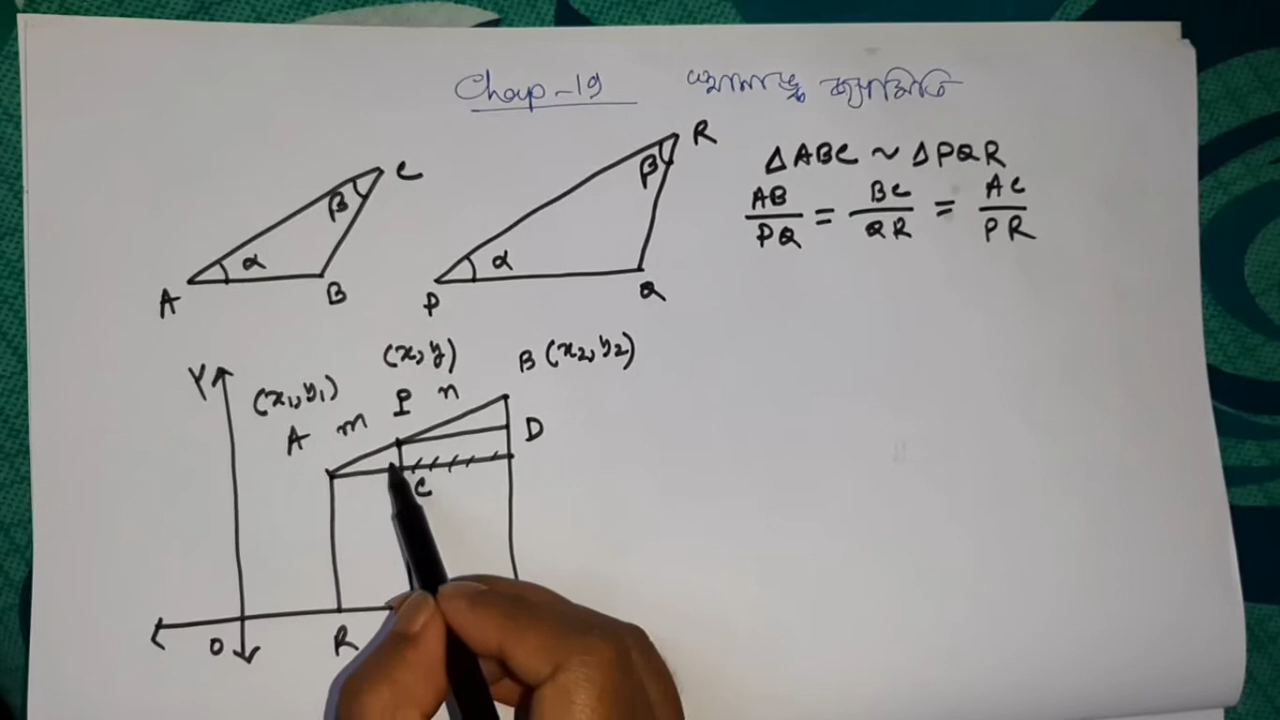 Chap-19 স্থানাঙ্ক জ্যামিতি
ΔABC ~ ΔPQR
AB/PQ = BC/QR = AC/PR
C
β
α
A
B
R
β
α
P
Q
Y
(x1, y1)
(x, y)
B (x2, y2)
A
m
P
n
D
C
O
R